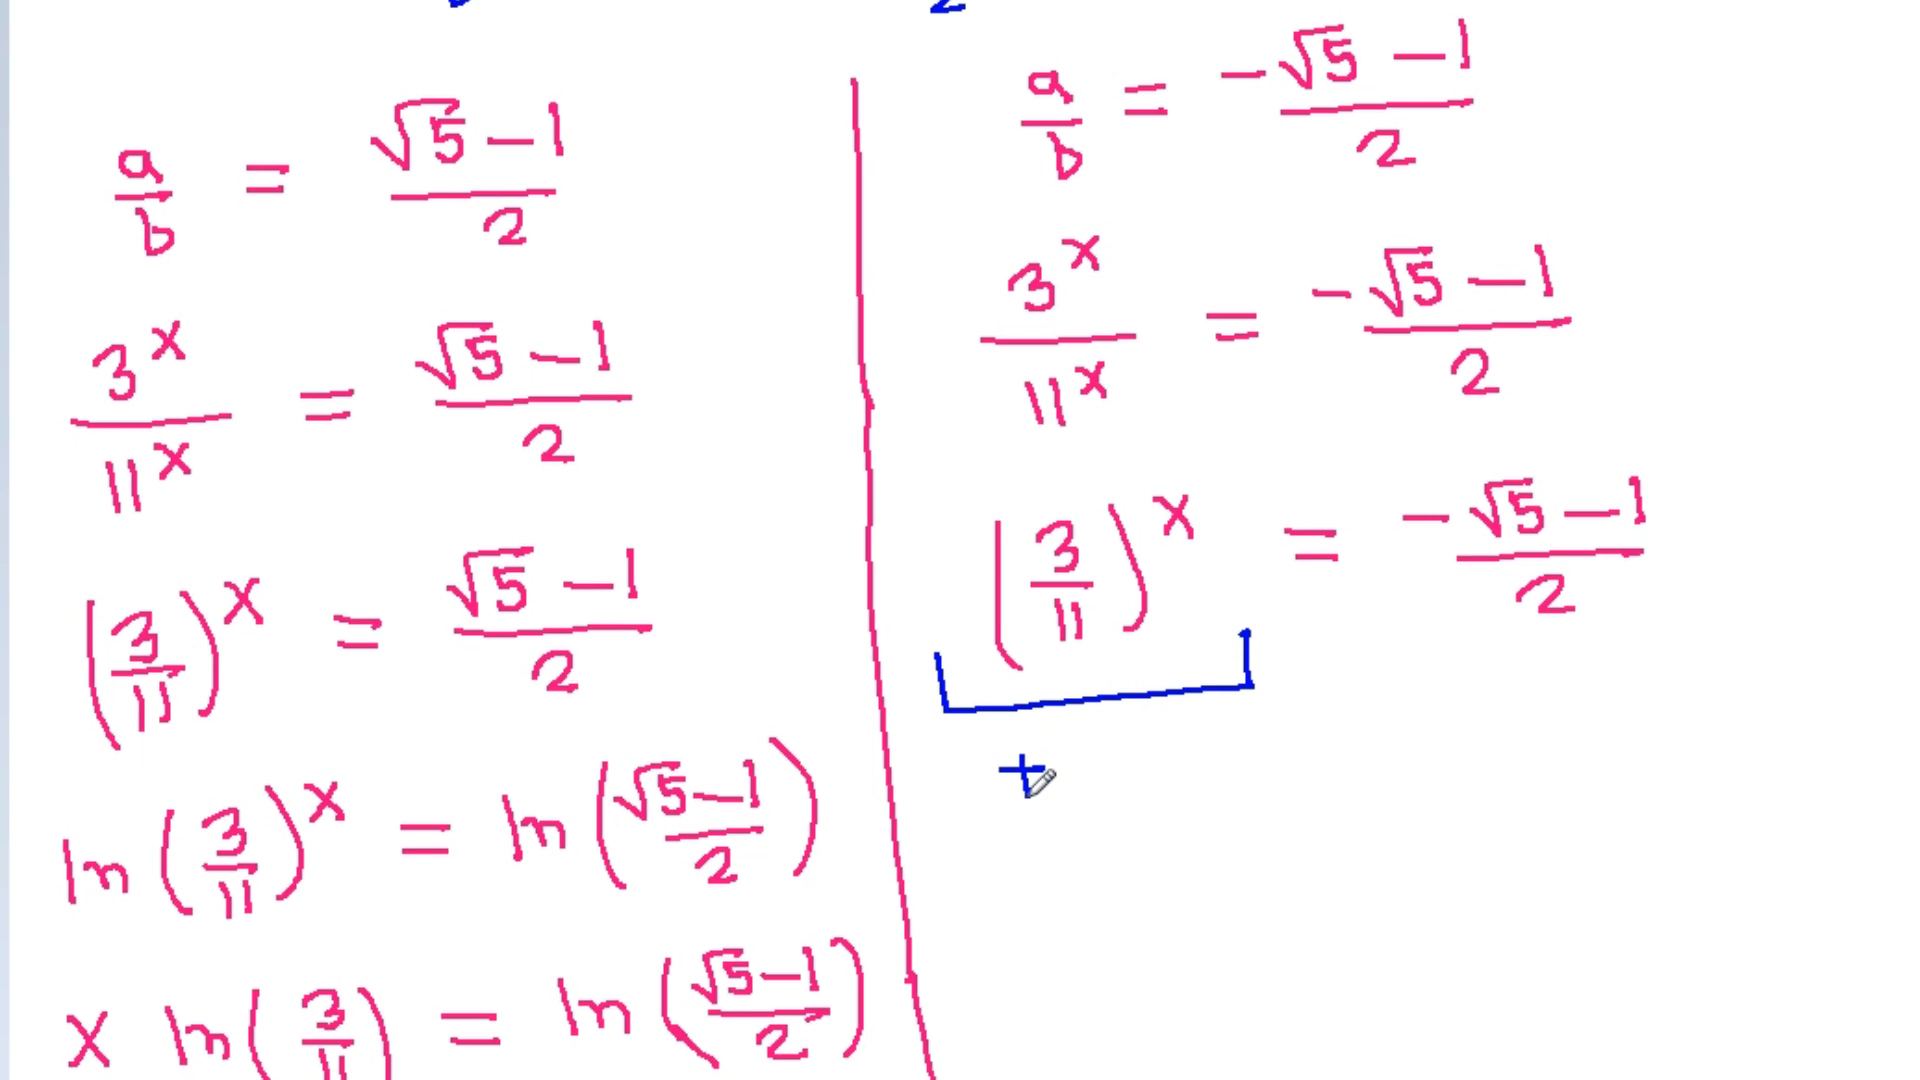 a/b = (√5 - 1)/2
3^x/11^x = (√5 - 1)/2
(3/11)^x = (√5 - 1)/2
ln(3/11)^x = ln((√5 - 1)/2)
x ln(3/11) = ln((√5 - 1)/2)
a/b = -√5 - 1/2
3^x/11^x = -√5 - 1/2
(3/11)^x = -√5 - 1/2
+